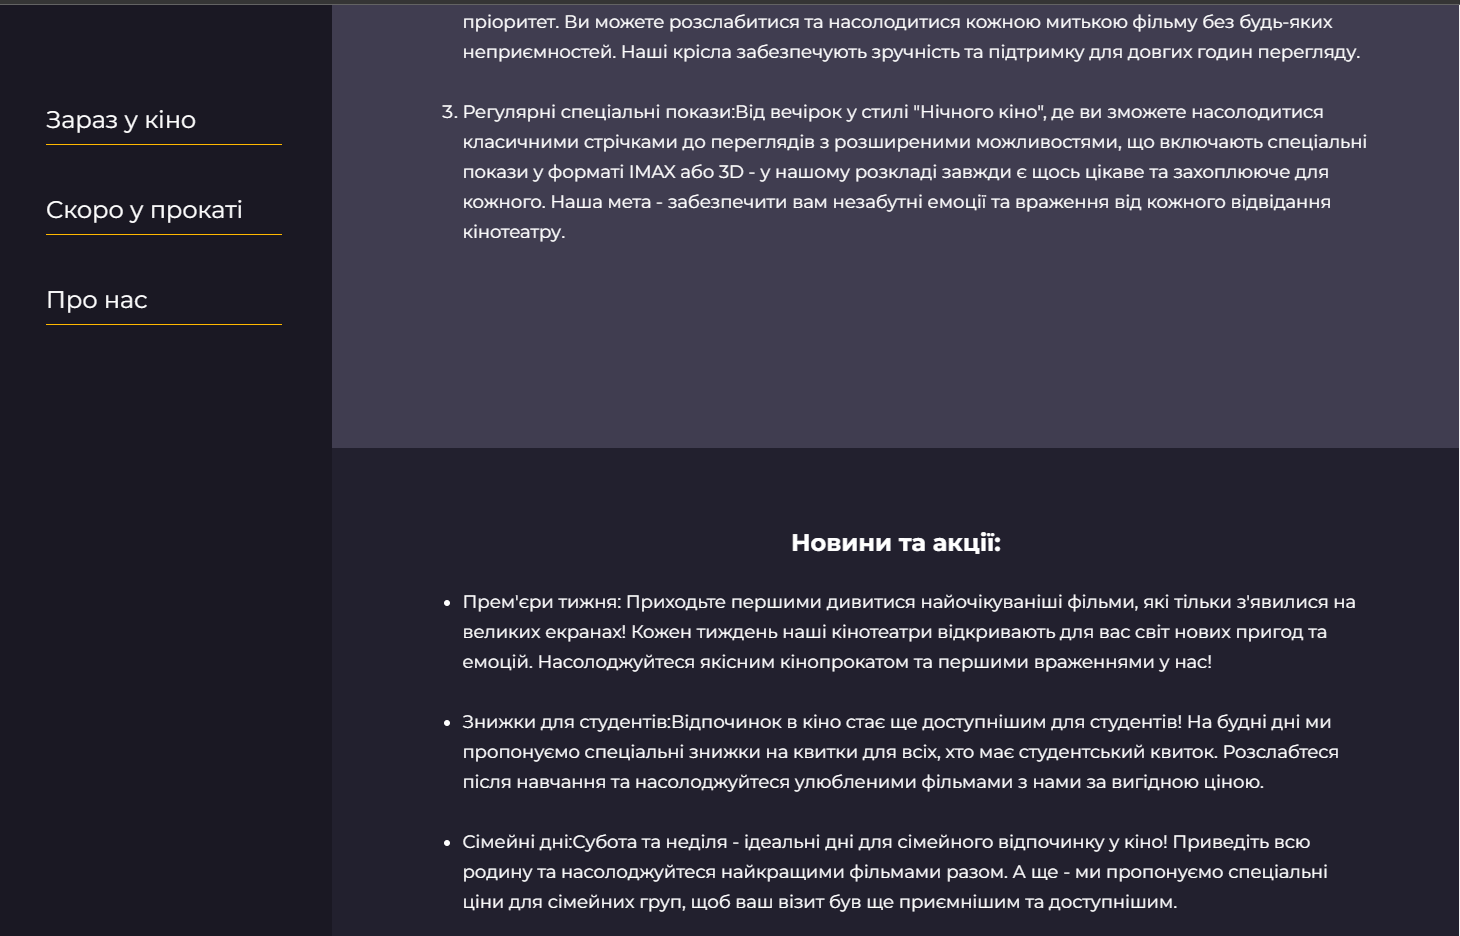 Зараз у кіно
Скоро у прокаті
Про нас
пріоритет. Ви можете розслабитися та насолодитися кожною митькою фільму без будь-яких
неприємностей. Наші крісла забезпечують зручність та підтримку для довгих годин перегляду.
3. Регулярні спеціальні покази:Від вечірок у стилі "Нічного кіно", де ви зможете насолодитися
класичними стрічками до переглядів з розширеними можливостями, що включають спеціальні
покази у форматі IMAX або 3D - у нашому розкладі завжди є щось цікаве та захоплююче для
кожного. Наша мета - забезпечити вам незабутні емоції та враження від кожного відвідання
кінотеатру.
Новини та акції:
• Прем'єри тижня: Приходьте першими дивитися найочікуваніші фільми, які тільки з'явилися на
великих екранах! Кожен тиждень наші кінотеатри відкривають для вас світ нових пригод та
емоцій. Насолоджуйтеся якісним кінопрокатом та першими враженнями у нас!
• Знижки для студентів:Відпочинок в кіно стає ще доступнішим для студентів! На будні дні ми
пропонуємо спеціальні знижки на квитки для всіх, хто має студентський квиток. Розслабтеся
після навчання та насолоджуйтеся улюбленими фільмами з нами за вигідною ціною.
• Сімейні дні:Субота та неділя - ідеальні дні для сімейного відпочинку у кіно! Приведіть всю
родину та насолоджуйтеся найкращими фільмами разом. А ще - ми пропонуємо спеціальні
ціни для сімейних груп, щоб ваш візит був ще приємнішим та доступнішим.